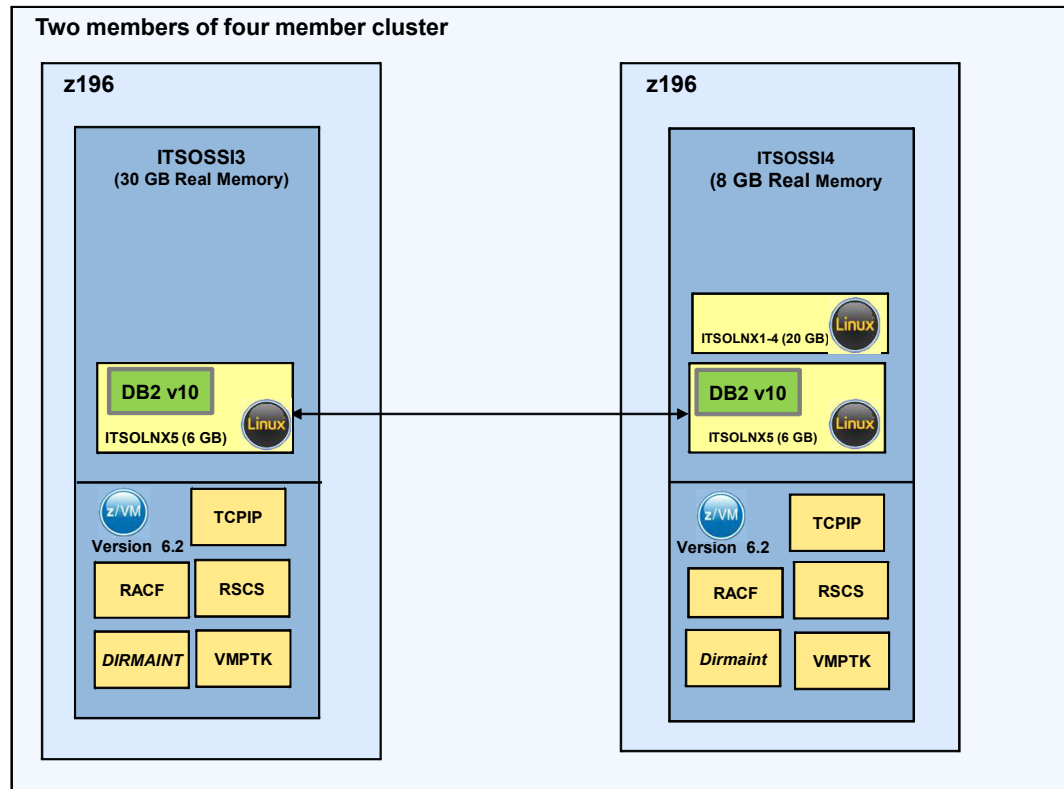 Two members of four member cluster
z196
ITSOSSI3
(30 GB Real Memory)
DB2 v10
Linux
ITSOLNX5 (6 GB)
z/VM
Version 6.2
TCPIP
RACF
RSCS
DIRMAINT
VMPTK
z196
ITSOSSI4
(8 GB Real Memory
Linux
ITSOLNX1-4 (20 GB)
DB2 v10
Linux
ITSOLNX5 (6 GB)
z/VM
Version 6.2
TCPIP
RACF
RSCS
Dirmaint
VMPTK